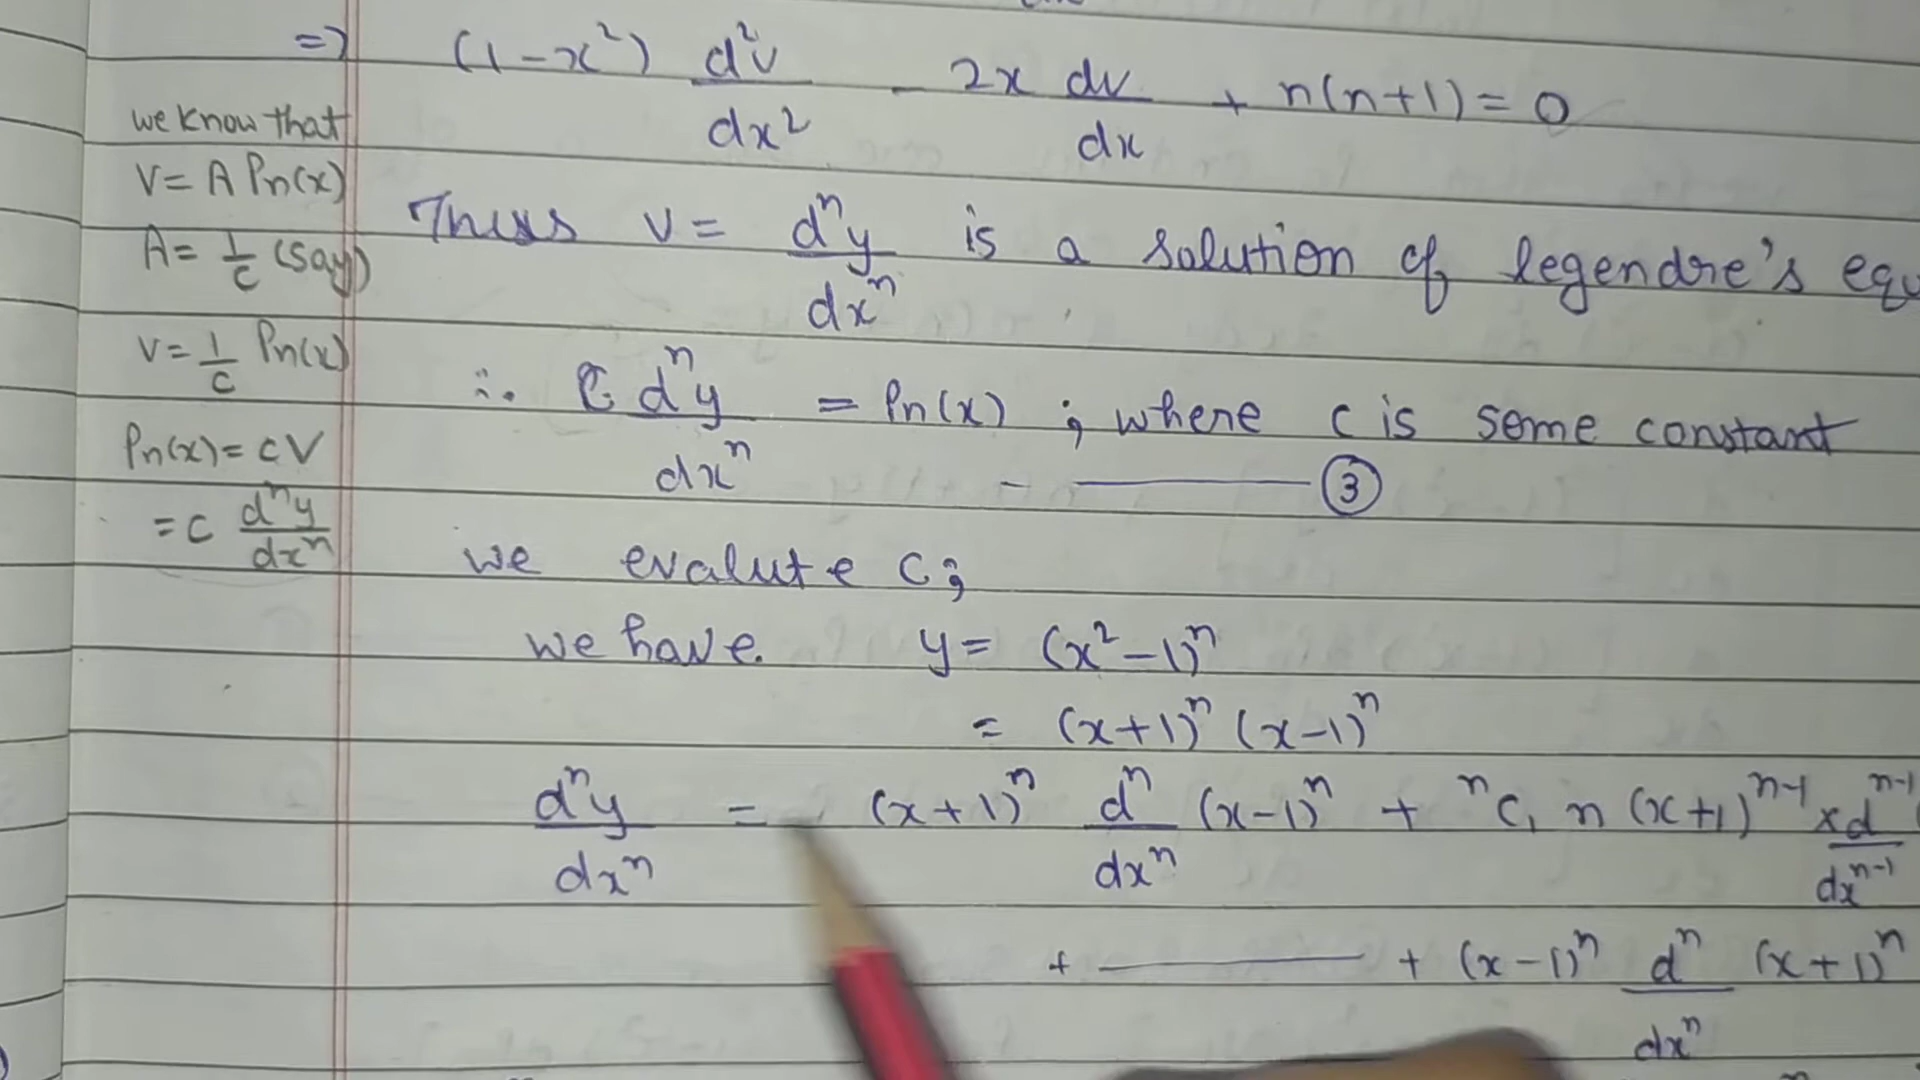 => (1-x²) d²v/dx² - 2x dv/dx + n(n+1) = 0
we know that
v = A Pn(x)
A = 1/c (say)
v = 1/c Pn(x)
Pn(x) = cV
= c dⁿy/dxⁿ
Thus v = dⁿy/dxⁿ is a solution of legendre's equ
∴ C dⁿy/dxⁿ = Pn(x) ; where c is some constant
- ——— ③
we evalute c;
we have. y = (x²-1)ⁿ
= (x+1)ⁿ (x-1)ⁿ
dⁿy/dxⁿ = (x+1)ⁿ dⁿ/dxⁿ (x-1)ⁿ + ⁿC₁ n (x+1)ⁿ⁻¹ x dⁿ⁻¹/dxⁿ⁻¹ (
+ ——— + (x-1)ⁿ dⁿ/dxⁿ (x+1)ⁿ